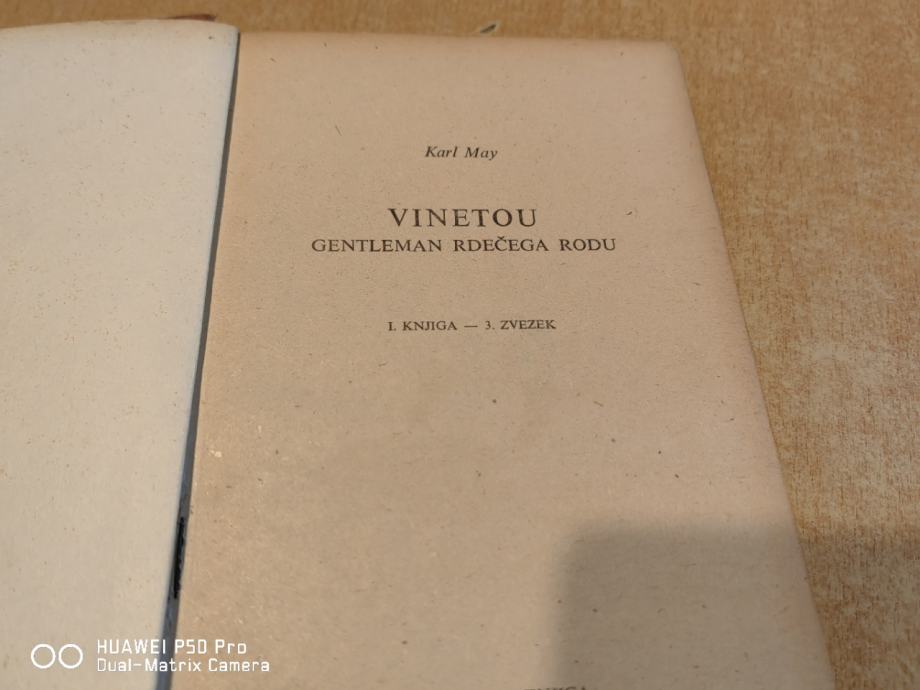 Karl May
VINETOU
GENTLEMAN RDEČEGA RODU
I. KNJIGA — 3. ZVEZEK
HUAWEI P50 Pro
Dual-Matrix Camera